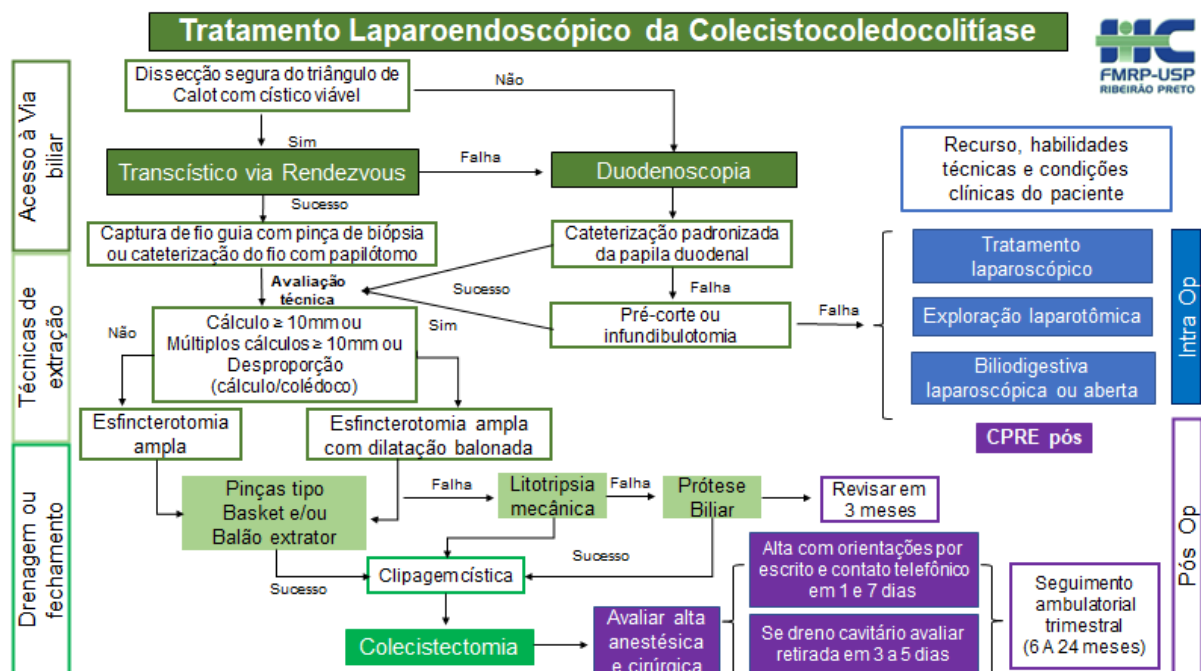 Tratamento Laparoendoscópico da Colecistocoledocolitíase
HC
FMRP-USP
RIBEIRÃO PRETO
Acesso à Via
biliar
Dissecção segura do triângulo de
Calot com cístico viável
Não
Sim
Transcístico via Rendezvous
Falha
Duodenoscopia
Sucesso
Captura de fio guia com pinça de biópsia
ou cateterização do fio com papilótomo
Cateterização padronizada
da papila duodenal
Recurso, habilidades
técnicas e condições
clínicas do paciente
Técnicas de
extração
Avaliação
técnica
Sucesso
Falha
Não
Cálculo ≥ 10mm ou
Múltiplos cálculos ≥ 10mm ou
Desproporção
(cálculo/colédoco)
Sim
Pré-corte ou
infundibulotomia
Falha
Tratamento
laparoscópico
Exploração laparotômica
Biliodigestiva
laparoscópica ou aberta
Intra Op
CPRE pós
Esfincterotomia
ampla
Esfincterotomia ampla
com dilatação balonada
Drenagem ou
fechamento
Pinças tipo
Basket e/ou
Balão extrator
Falha
Litotripsia
mecânica
Falha
Prótese
Biliar
Revisar em
3 meses
Sucesso
Clipagem cística
Sucesso
Colecistectomia
Avaliar alta
anestésica
e cirúrgica
Alta com orientações por
escrito e contato telefônico
em 1 e 7 dias
Se dreno cavitário avaliar
retirada em 3 a 5 dias
Seguimento
ambulatorial
trimestral
(6 A 24 meses)
Pós Op